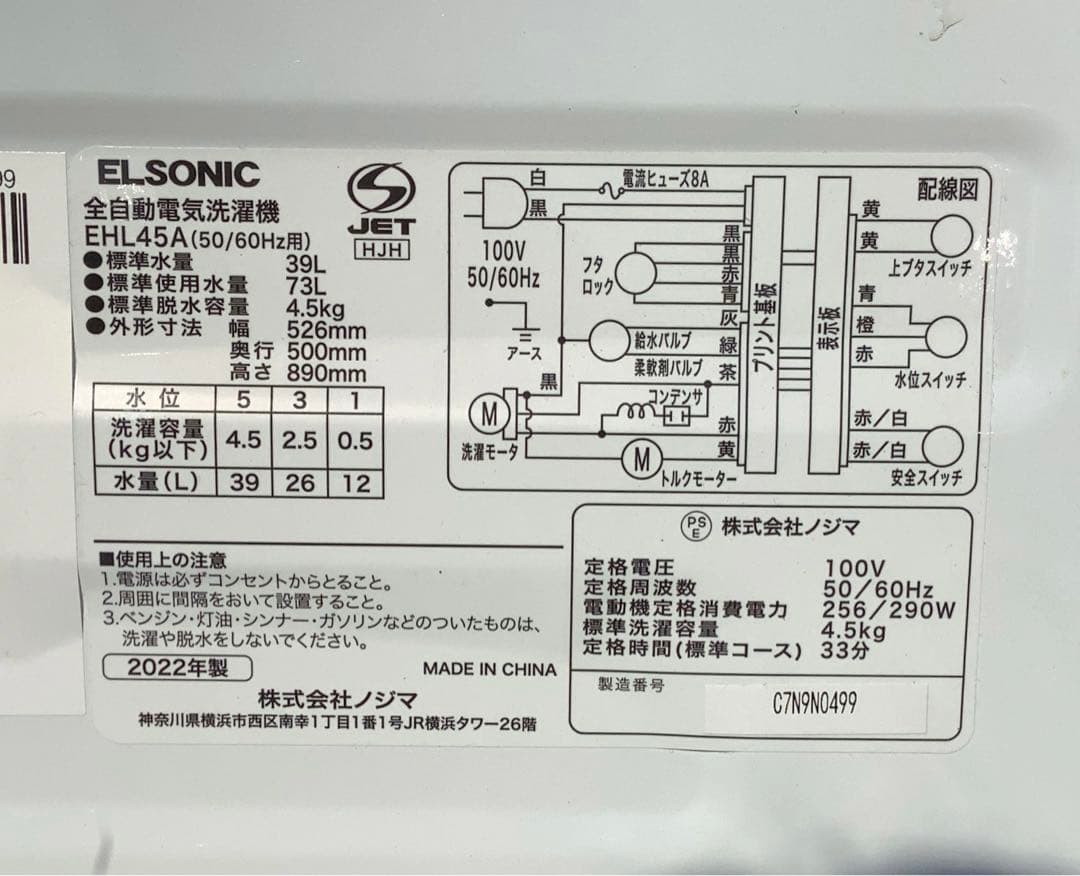 99
ELSONIC
全自動電気洗濯機
EHL45A(50/60Hz用)
JET
HJH
●標準水量 39L
●標準使用水量 73L
●標準脱水容量 4.5kg
●外形寸法 幅 526mm
奥行 500mm
高さ 890mm
水位 5 3 1
洗濯容量(kg以下) 4.5 2.5 0.5
水量(L) 39 26 12
配線図
白
電流ヒューズ8A
黒
100V
50/60Hz
アース
フタ
ロック
黒
黒
赤
青
灰
給水バルブ
緑
柔軟剤バルブ
茶
黒
コンデンサ
M
洗濯モータ
赤
黄
M
トルクモーター
プリント基板
表示板
黄
黄
上ブタスイッチ
青
橙
赤
水位スイッチ
赤/白
赤/白
安全スイッチ
■使用上の注意
1.電源は必ずコンセントからとること。
2.周囲に間隔をおいて設置すること。
3.ベンジン・灯油・シンナー・ガソリンなどのついたものは、
洗濯や脱水をしないでください。
2022年製
MADE IN CHINA
株式会社ノジマ
神奈川県横浜市西区南幸1丁目1番1号JR横浜タワー26階
PSE 株式会社ノジマ
定格電圧 100V
定格周波数 50/60Hz
電動機定格消費電力 256/290W
標準洗濯容量 4.5kg
定格時間(標準コース) 33分
製造番号
C7N9N0499